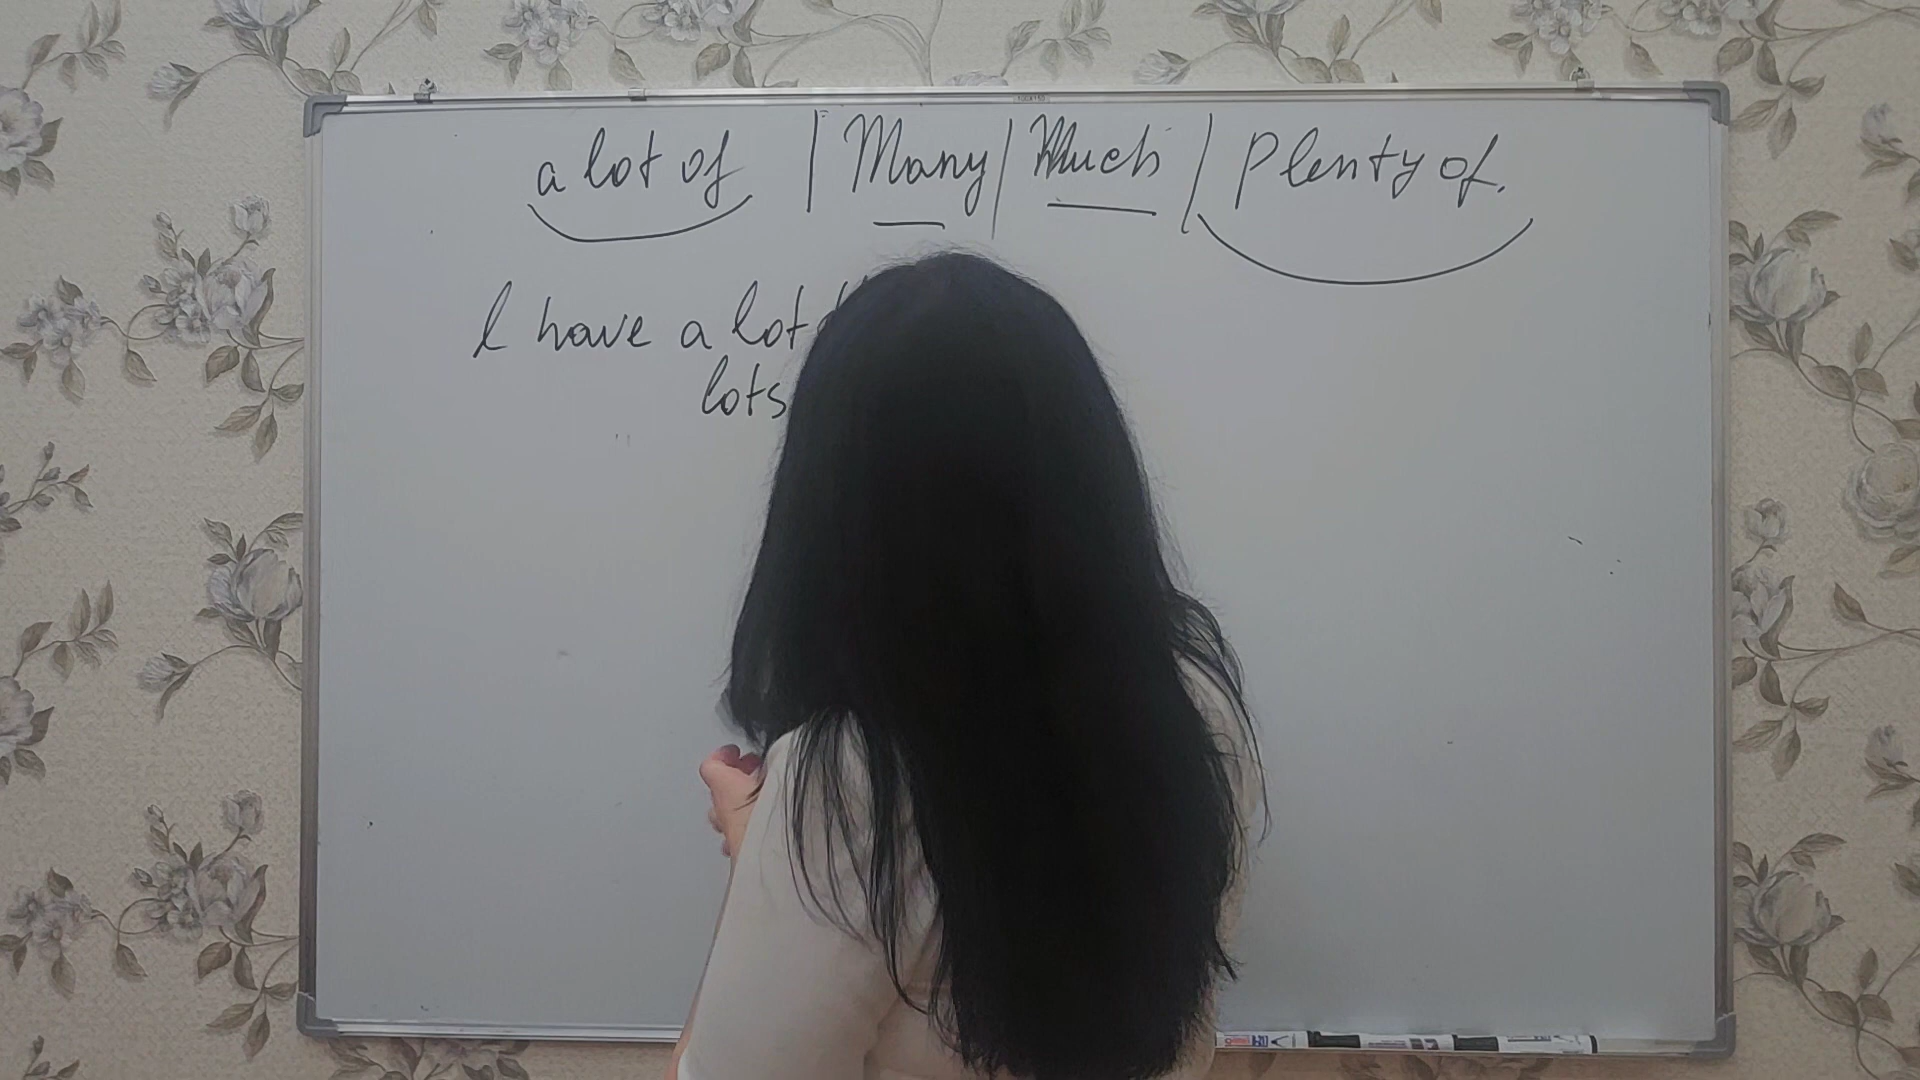 a lot of | Many | Much | Plenty of.
I have a lot
lots